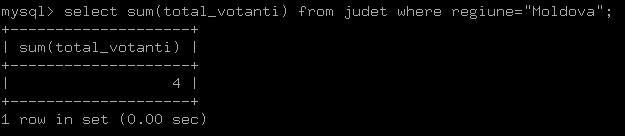 mysql> select sum(total_votanti) from judet where regiune="Moldova";
+--------------------+
| sum(total_votanti) |
+--------------------+
|                  4 |
+--------------------+
1 row in set (0.00 sec)